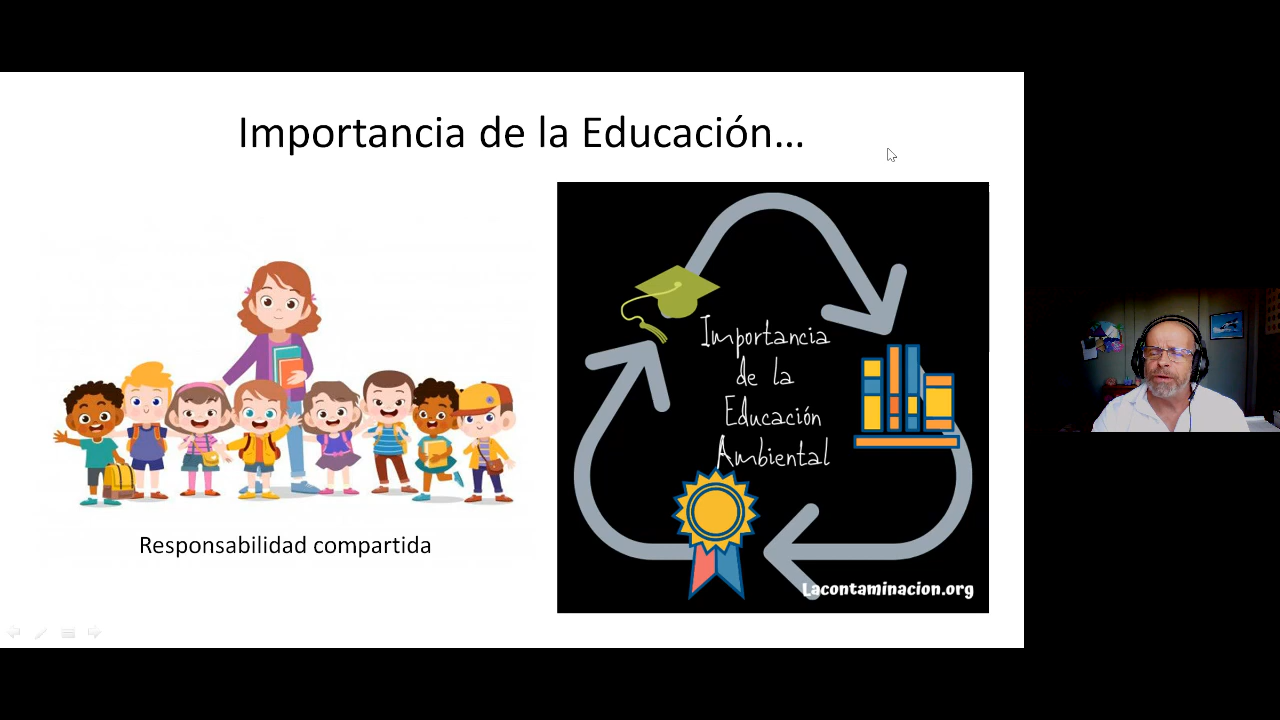 Importancia de la Educación...
Importancia
de la
Educación
Ambiental
Responsabilidad compartida
Lacontaminacion.org